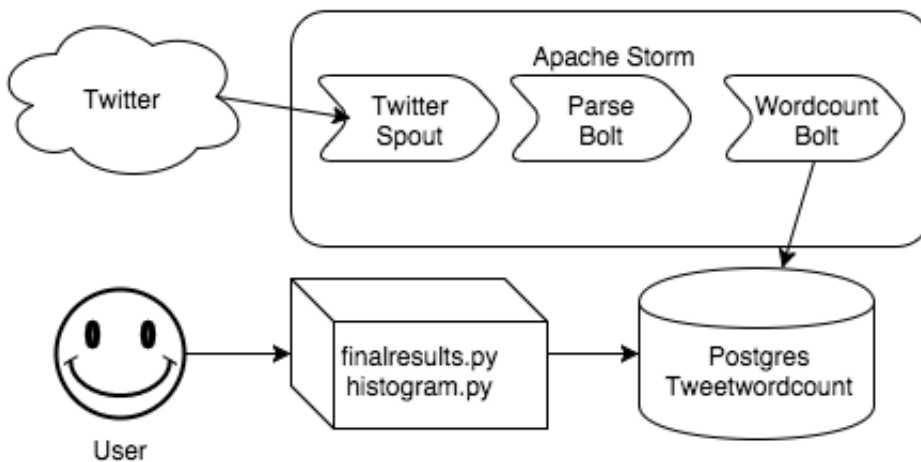 Apache Storm
Twitter
Twitter
Spout
Parse
Bolt
Wordcount
Bolt
finalresults.py
histogram.py
Postgres
Tweetwordcount
User